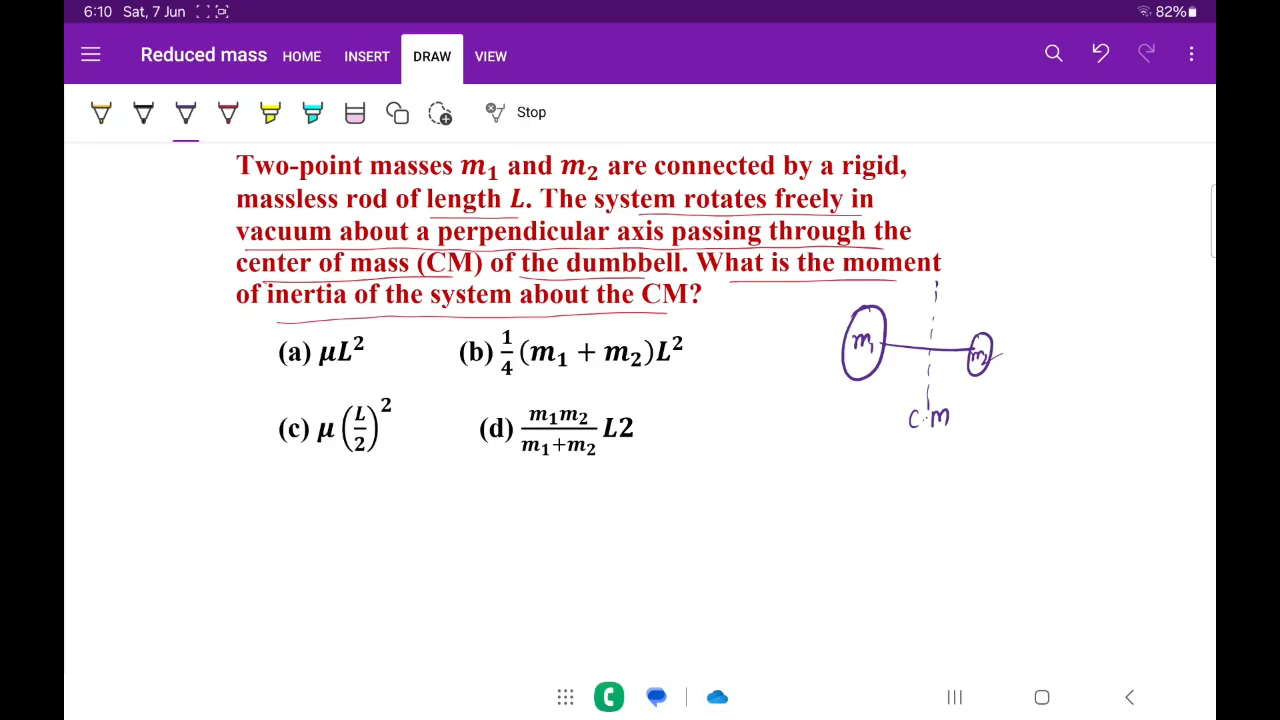 6:10 Sat, 7 Jun 82%
Reduced mass HOME INSERT DRAW VIEW
Stop
Two-point masses m₁ and m₂ are connected by a rigid,
massless rod of length L. The system rotates freely in
vacuum about a perpendicular axis passing through the
center of mass (CM) of the dumbbell. What is the moment
of inertia of the system about the CM?
(a) μL² (b) 1/4 (m₁ + m₂)L²
(c) μ (L/2)² (d) m₁m₂/m₁+m₂ L2
m₁ m₂
C.M